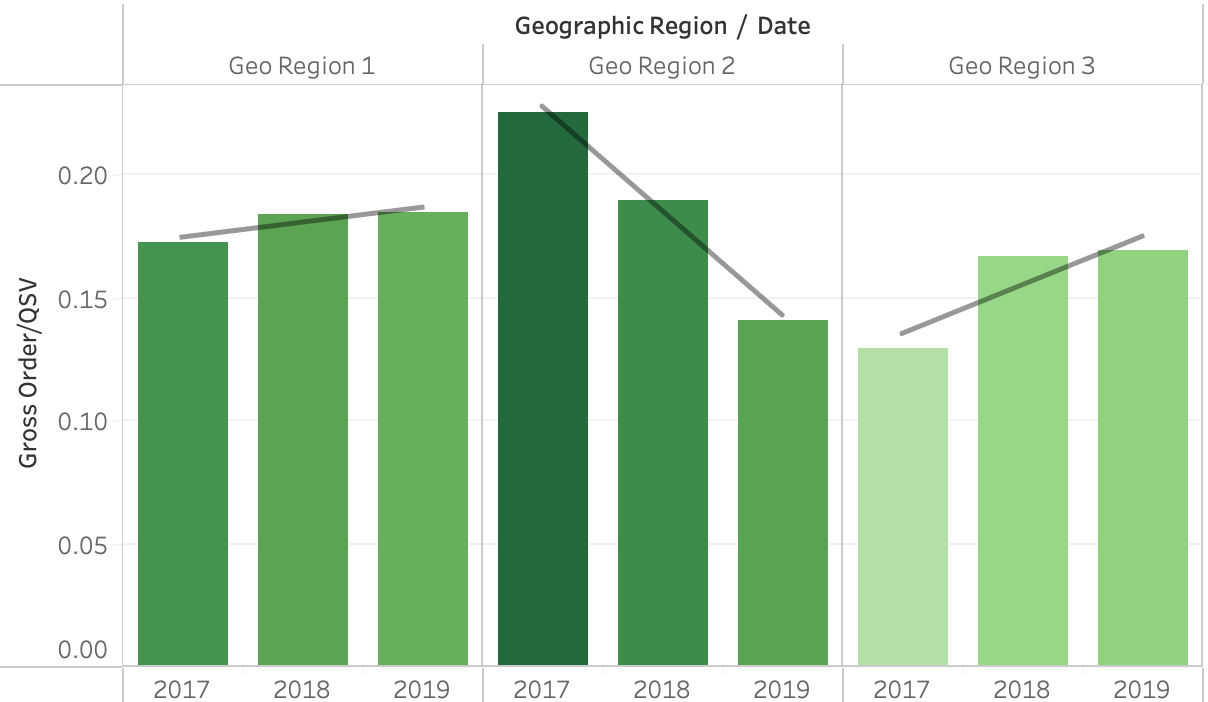 Geographic Region / Date
Geo Region 1
Geo Region 2
Geo Region 3
Gross Order/QSV
0.20
0.15
0.10
0.05
0.00
2017 2018 2019 2017 2018 2019 2017 2018 2019